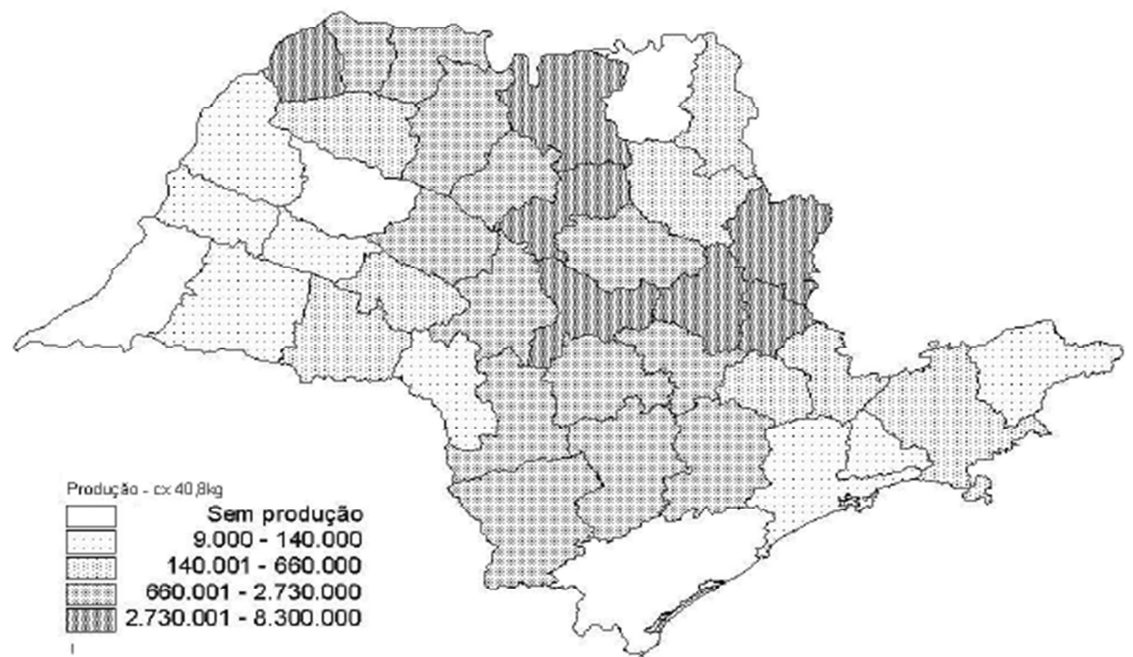 Produção - cx 40,8kg
Sem produção
9.000 - 140.000
140.001 - 660.000
660.001 - 2.730.000
2.730.001 - 8.300.000